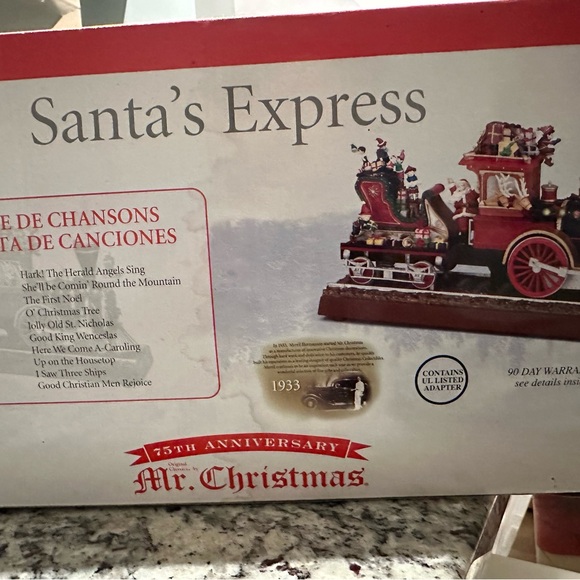 Santa's Express
E DE CHANSONS
TA DE CANCIONES
Hark! The Herald Angels Sing
She'll be Comin' Round the Mountain
The First Noel
O' Christmas Tree
Jolly Old St. Nicholas
Good King Wenceslas
Here We Come A-Caroling
Up on the Housetop
I Saw Three Ships
Good Christian Men Rejoice
1933
CONTAINS
UL LISTED
ADAPTER
90 DAY WARRA
see details insi
75TH ANNIVERSARY
Mr. Christmas